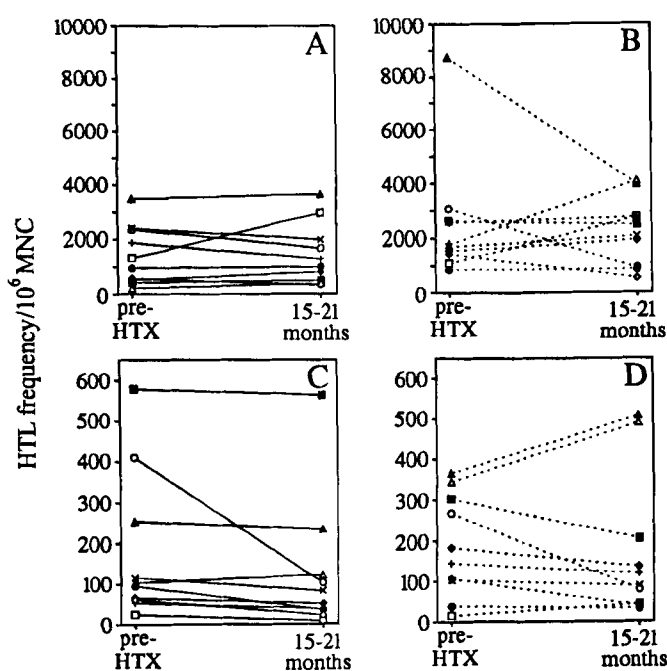 HTL frequency/10⁶ MNC
A
10000
8000
6000
4000
2000
0
pre-
HTX
15-21
months
B
10000
8000
6000
4000
2000
0
pre-
HTX
15-21
months
C
600
500
400
300
200
100
0
pre-
HTX
15-21
months
D
600
500
400
300
200
100
0
pre-
HTX
15-21
months